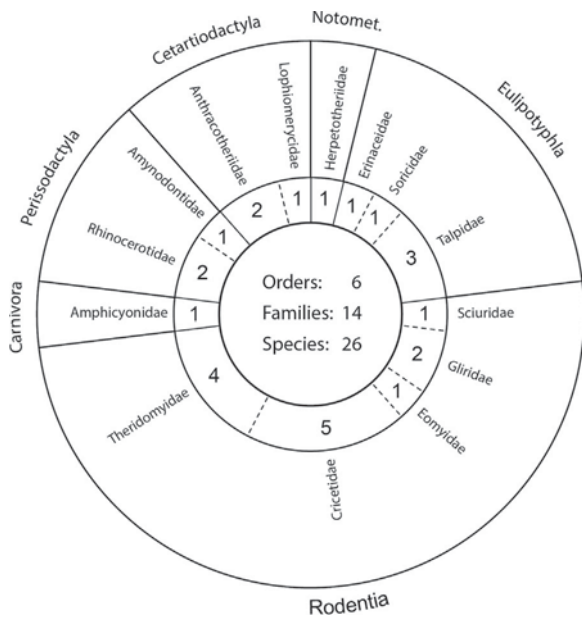 Notomet.
Cetartiodactyla
Eulipotyphla
Perissodactyla
Carnivora
Rodentia
Herpetotheriidae
Erinaceidae
Soricidae
Talpidae
Sciuridae
Gliridae
Eomyidae
Cricetidae
Theridomyidae
Amphicyonidae
Rhinocerotidae
Amynodontidae
Anthracotheriidae
Lophiomerycidae
1
1
1
3
1
2
1
5
4
1
2
1
2
1
Orders: 6
Families: 14
Species: 26